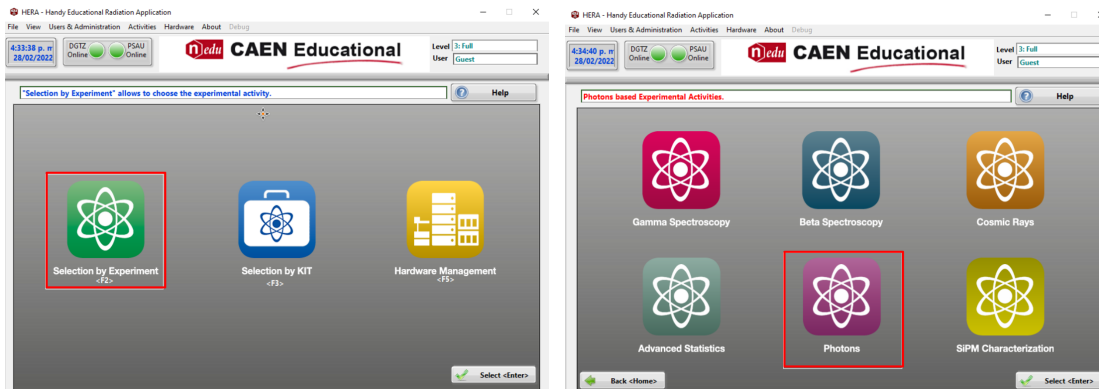 HERA - Handy Educational Radiation Application
File View Users & Administration Activities Hardware About Debug
4:33:38 p. m
28/02/2022
DGTZ
Online
PSAU
Online
n edu CAEN Educational
Level 3: Full
User Guest
"Selection by Experiment" allows to choose the experimental activity.
Help
Selection by Experiment
<F2>
Selection by KIT
<F3>
Hardware Management
<F5>
Select <Enter>
HERA - Handy Educational Radiation Application
File View Users & Administration Activities Hardware About Debug
4:34:40 p. m
28/02/2022
DGTZ
Online
PSAU
Online
n edu CAEN Educational
Level 3: Full
User Guest
Photons based Experimental Activities.
Help
Gamma Spectroscopy
Beta Spectroscopy
Cosmic Rays
Advanced Statistics
Photons
SiPM Characterization
Back <Home>
Select <Enter>